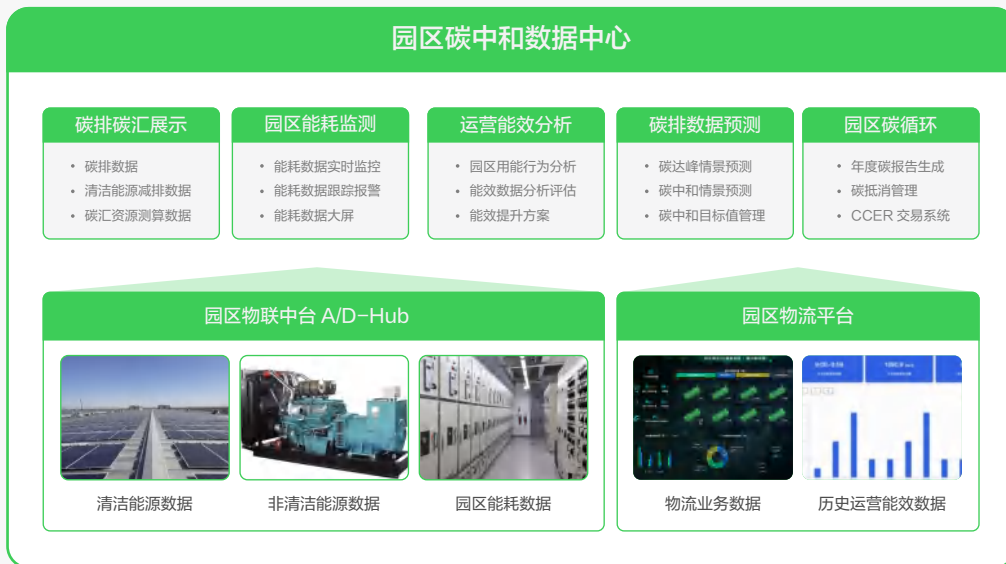 园区碳中和数据中心
碳排碳汇展示
• 碳排数据
• 清洁能源减排数据
• 碳汇资源测算数据
园区能耗监测
• 能耗数据实时监控
• 能耗数据跟踪报警
• 能耗数据大屏
运营能效分析
• 园区用能行为分析
• 能效数据分析评估
• 能效提升方案
碳排数据预测
• 碳达峰情景预测
• 碳中和情景预测
• 碳中和目标值管理
园区碳循环
• 年度碳报告生成
• 碳抵消管理
• CCER 交易系统
园区物联中台 A/D-Hub
清洁能源数据
非清洁能源数据
园区能耗数据
园区物流平台
物流业务数据
历史运营能效数据